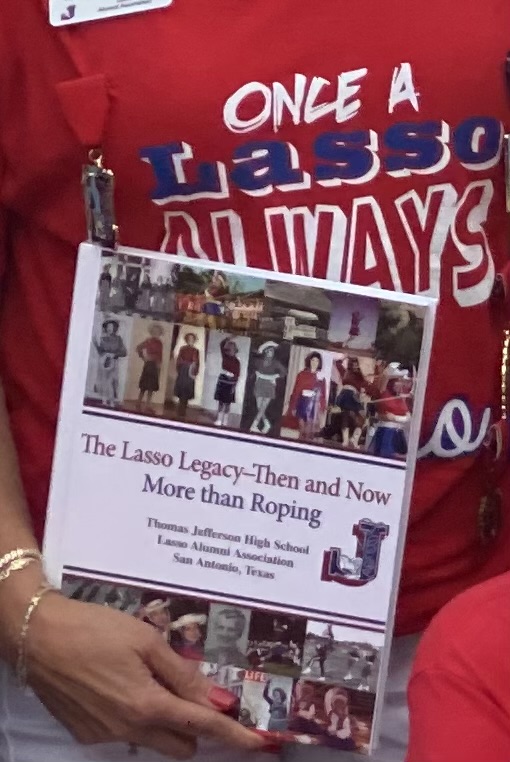 ONCE A
Lasso
ALWAYS
The Lasso Legacy–Then and Now
More than Roping
Thomas Jefferson High School
Lasso Alumni Association
San Antonio, Texas
J
LIFE